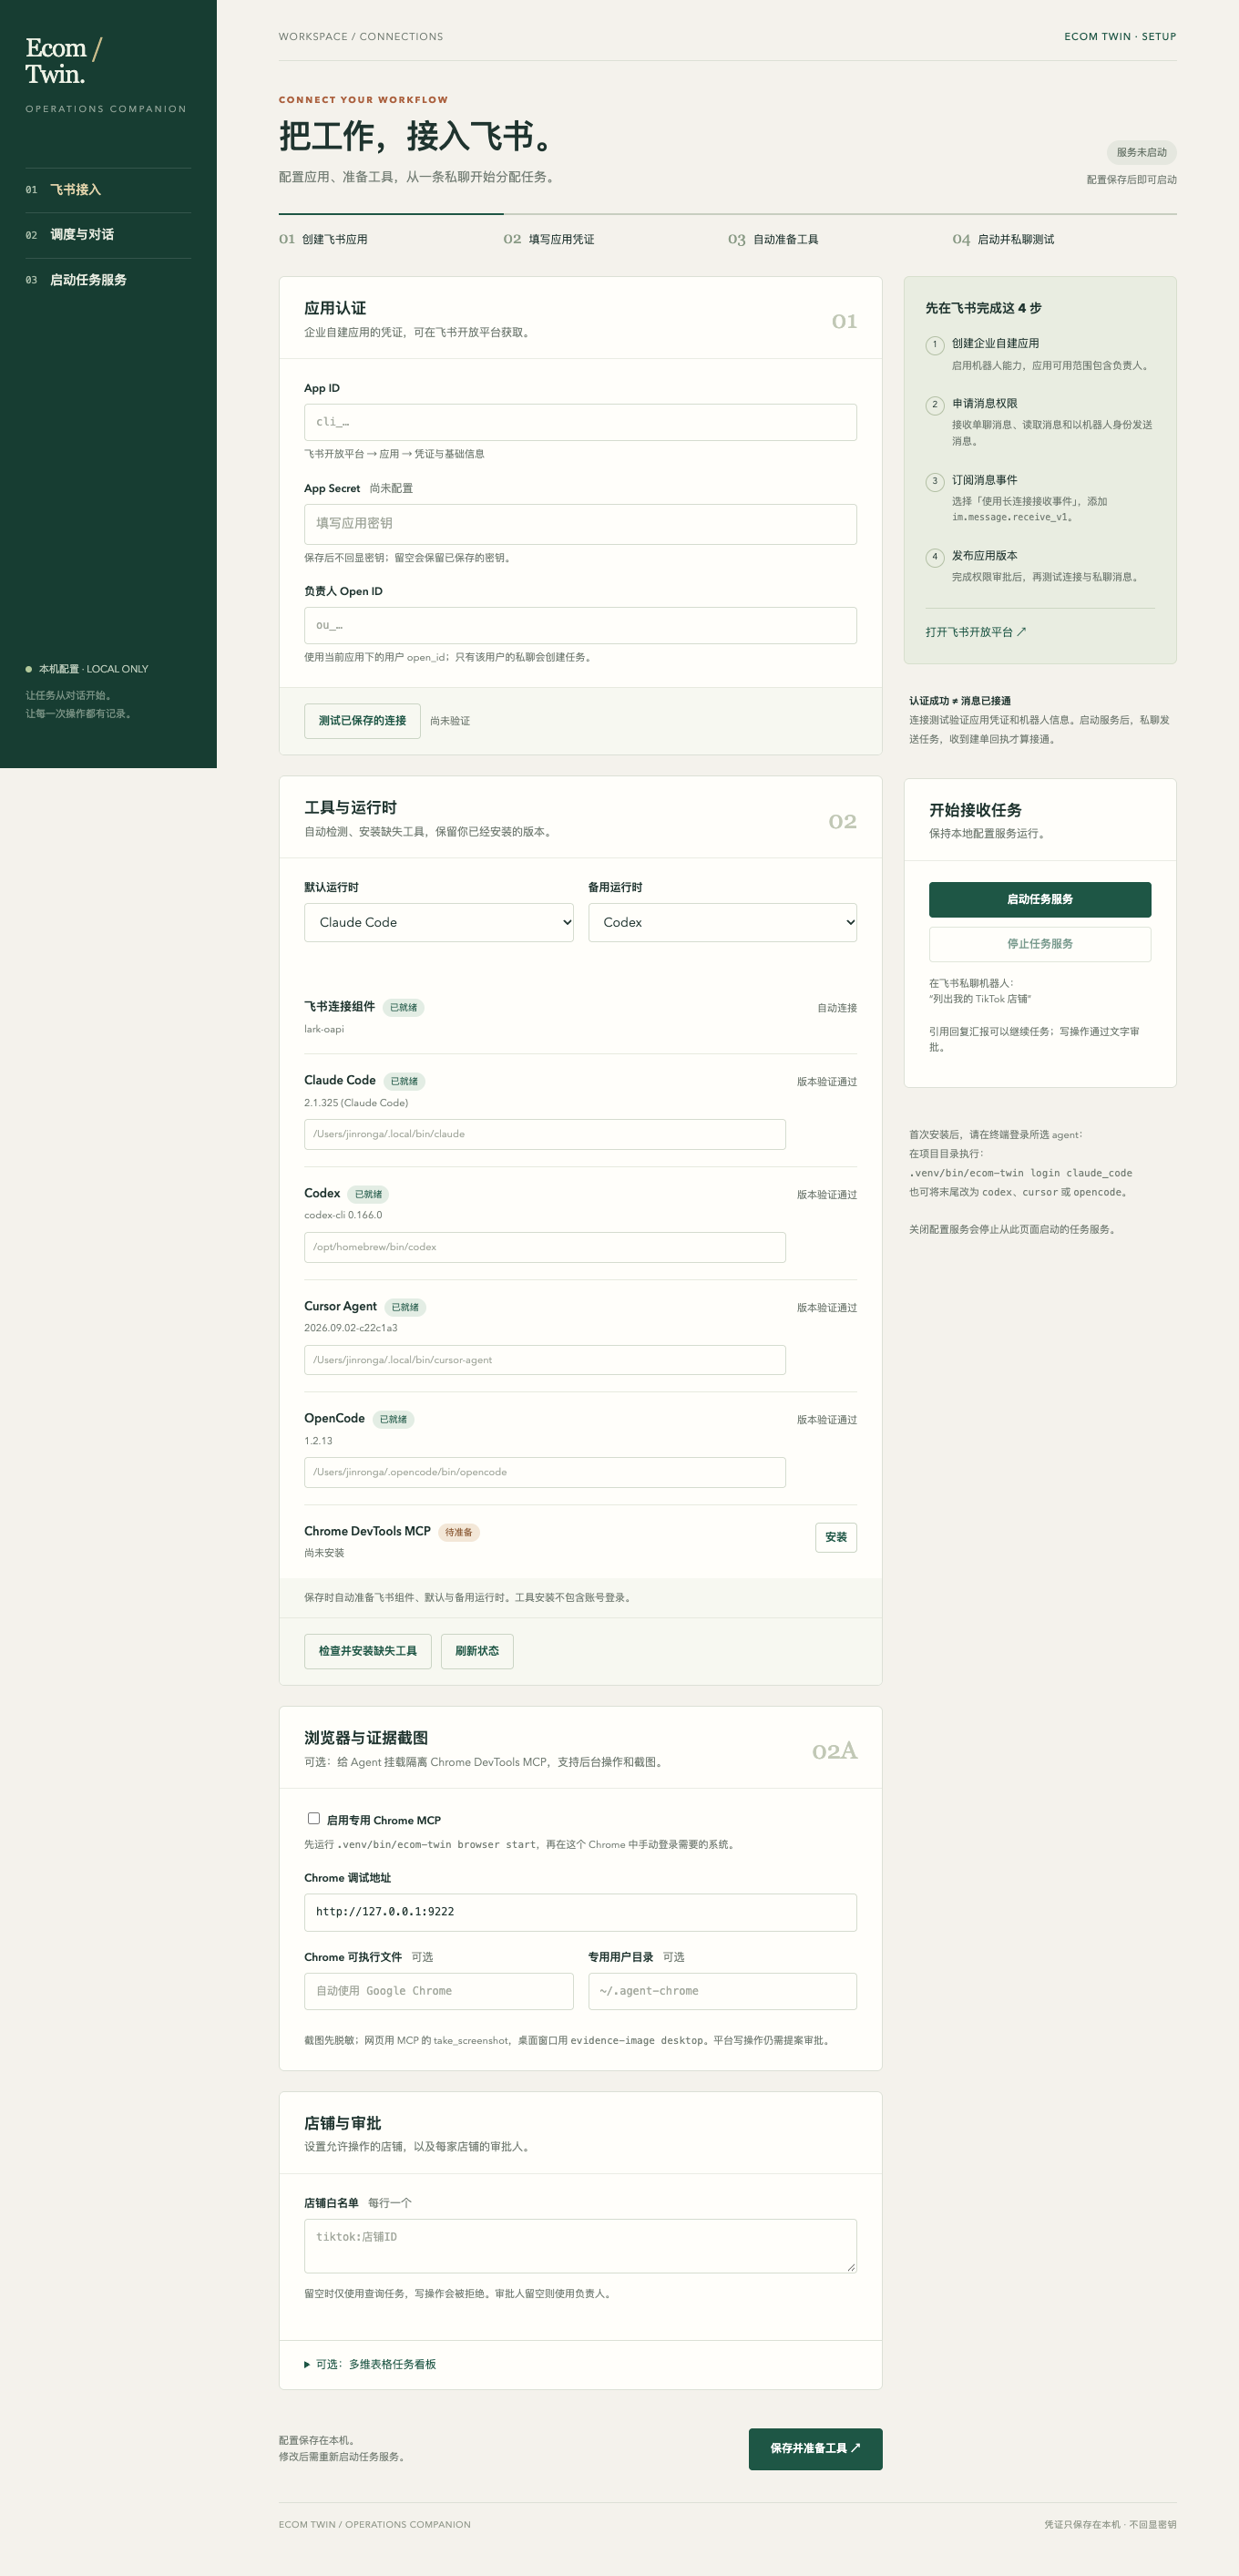 Ecom /
Twin.
OPERATIONS COMPANION
01 飞书接入
02 调度与对话
03 启动任务服务
本机配置 · LOCAL ONLY
让任务从对话开始。
让每一次操作都有记录。
WORKSPACE / CONNECTIONS
ECOM TWIN · SETUP
CONNECT YOUR WORKFLOW
把工作，接入飞书。
配置应用、准备工具，从一条私聊开始分配任务。
服务未启动
配置保存后即可启动
01 创建飞书应用
02 填写应用凭证
03 自动准备工具
04 启动并私聊测试
应用认证
企业自建应用的凭证，可在飞书开放平台获取。
01
App ID
cli_…
飞书开放平台 → 应用 → 凭证与基础信息
App Secret 尚未配置
填写应用密钥
保存后不回显密钥；留空会保留已保存的密钥。
负责人 Open ID
ou_…
使用当前应用下的用户 open_id；只有该用户的私聊会创建任务。
测试已保存的连接 尚未验证
工具与运行时
自动检测、安装缺失工具，保留你已经安装的版本。
02
默认运行时
Claude Code
备用运行时
Codex
飞书连接组件 已就绪
自动连接
lark-oapi
Claude Code 已就绪
版本验证通过
2.1.325 (Claude Code)
/Users/jinronga/.local/bin/claude
Codex 已就绪
版本验证通过
codex-cli 0.166.0
/opt/homebrew/bin/codex
Cursor Agent 已就绪
版本验证通过
2026.09.02-c22c1a3
/Users/jinronga/.local/bin/cursor-agent
OpenCode 已就绪
版本验证通过
1.2.13
/Users/jinronga/.opencode/bin/opencode
Chrome DevTools MCP 待准备
安装
尚未安装
保存时自动准备飞书组件、默认与备用运行时。工具安装不包含账号登录。
检查并安装缺失工具
刷新状态
浏览器与证据截图
可选：给 Agent 挂载隔离 Chrome DevTools MCP，支持后台操作和截图。
02A
启用专用 Chrome MCP
先运行 .venv/bin/ecom-twin browser start，再在这个 Chrome 中手动登录需要的系统。
Chrome 调试地址
http://127.0.0.1:9222
Chrome 可执行文件 可选
自动使用 Google Chrome
专用用户目录 可选
~/.agent-chrome
截图先脱敏；网页用 MCP 的 take_screenshot，桌面窗口用 evidence-image desktop。平台写操作仍需提案审批。
店铺与审批
设置允许操作的店铺，以及每家店铺的审批人。
店铺白名单 每行一个
tiktok:店铺ID
留空时仅使用查询任务，写操作会被拒绝。审批人留空则使用负责人。
▶ 可选：多维表格任务看板
配置保存在本机。
修改后需重新启动任务服务。
保存并准备工具 ↗
先在飞书完成这 4 步
1 创建企业自建应用
启用机器人能力，应用可用范围包含负责人。
2 申请消息权限
接收单聊消息、读取消息和以机器人身份发送
消息。
3 订阅消息事件
选择「使用长连接接收事件」，添加
im.message.receive_v1。
4 发布应用版本
完成权限审批后，再测试连接与私聊消息。
打开飞书开放平台 ↗
认证成功 ≠ 消息已接通
连接测试验证应用凭证和机器人信息。启动服务后，私聊发
送任务，收到建单回执才算接通。
开始接收任务
保持本地配置服务运行。
启动任务服务
停止任务服务
在飞书私聊机器人：
“列出我的 TikTok 店铺”
引用回复汇报可以继续任务；写操作通过文字审
批。
首次安装后，请在终端登录所选 agent：
在项目目录执行：
.venv/bin/ecom-twin login claude_code
也可将末尾改为 codex、cursor 或 opencode。
关闭配置服务会停止从此页面启动的任务服务。
ECOM TWIN / OPERATIONS COMPANION
凭证只保存在本机 · 不回显密钥